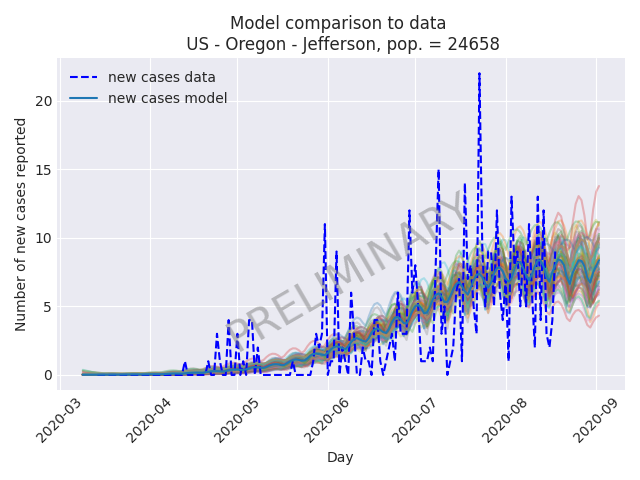 Model comparison to data
US - Oregon - Jefferson, pop. = 24658
new cases data
new cases model
PRELIMINARY
Number of new cases reported
20
15
10
5
0
2020-03
2020-04
2020-05
2020-06
2020-07
2020-08
2020-09
Day